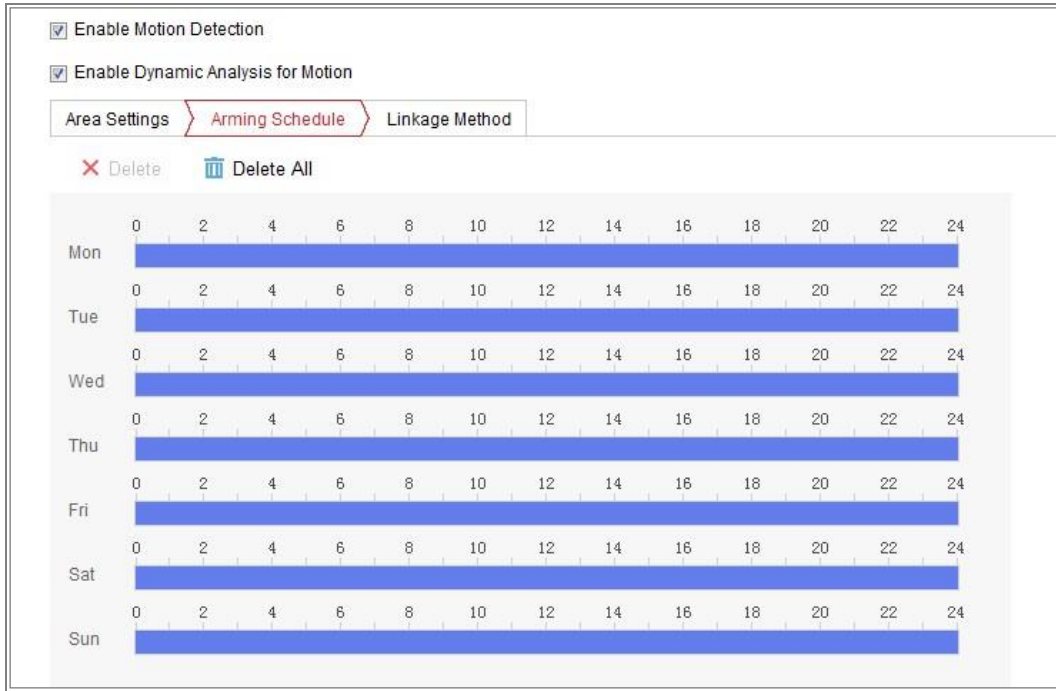 Enable Motion Detection
Enable Dynamic Analysis for Motion
Area Settings Arming Schedule Linkage Method
Delete Delete All
0 2 4 6 8 10 12 14 16 18 20 22 24
Mon
0 2 4 6 8 10 12 14 16 18 20 22 24
Tue
0 2 4 6 8 10 12 14 16 18 20 22 24
Wed
0 2 4 6 8 10 12 14 16 18 20 22 24
Thu
0 2 4 6 8 10 12 14 16 18 20 22 24
Fri
0 2 4 6 8 10 12 14 16 18 20 22 24
Sat
0 2 4 6 8 10 12 14 16 18 20 22 24
Sun